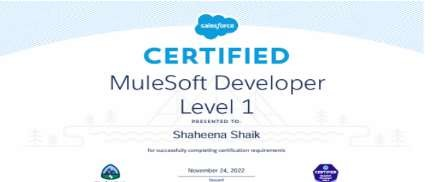 salesforce
CERTIFIED
MuleSoft Developer
Level 1
PRESENTED TO:
Shaheena Shaik
for successfully completing certification requirements
November 24, 2022
Issued
CERTIFIED